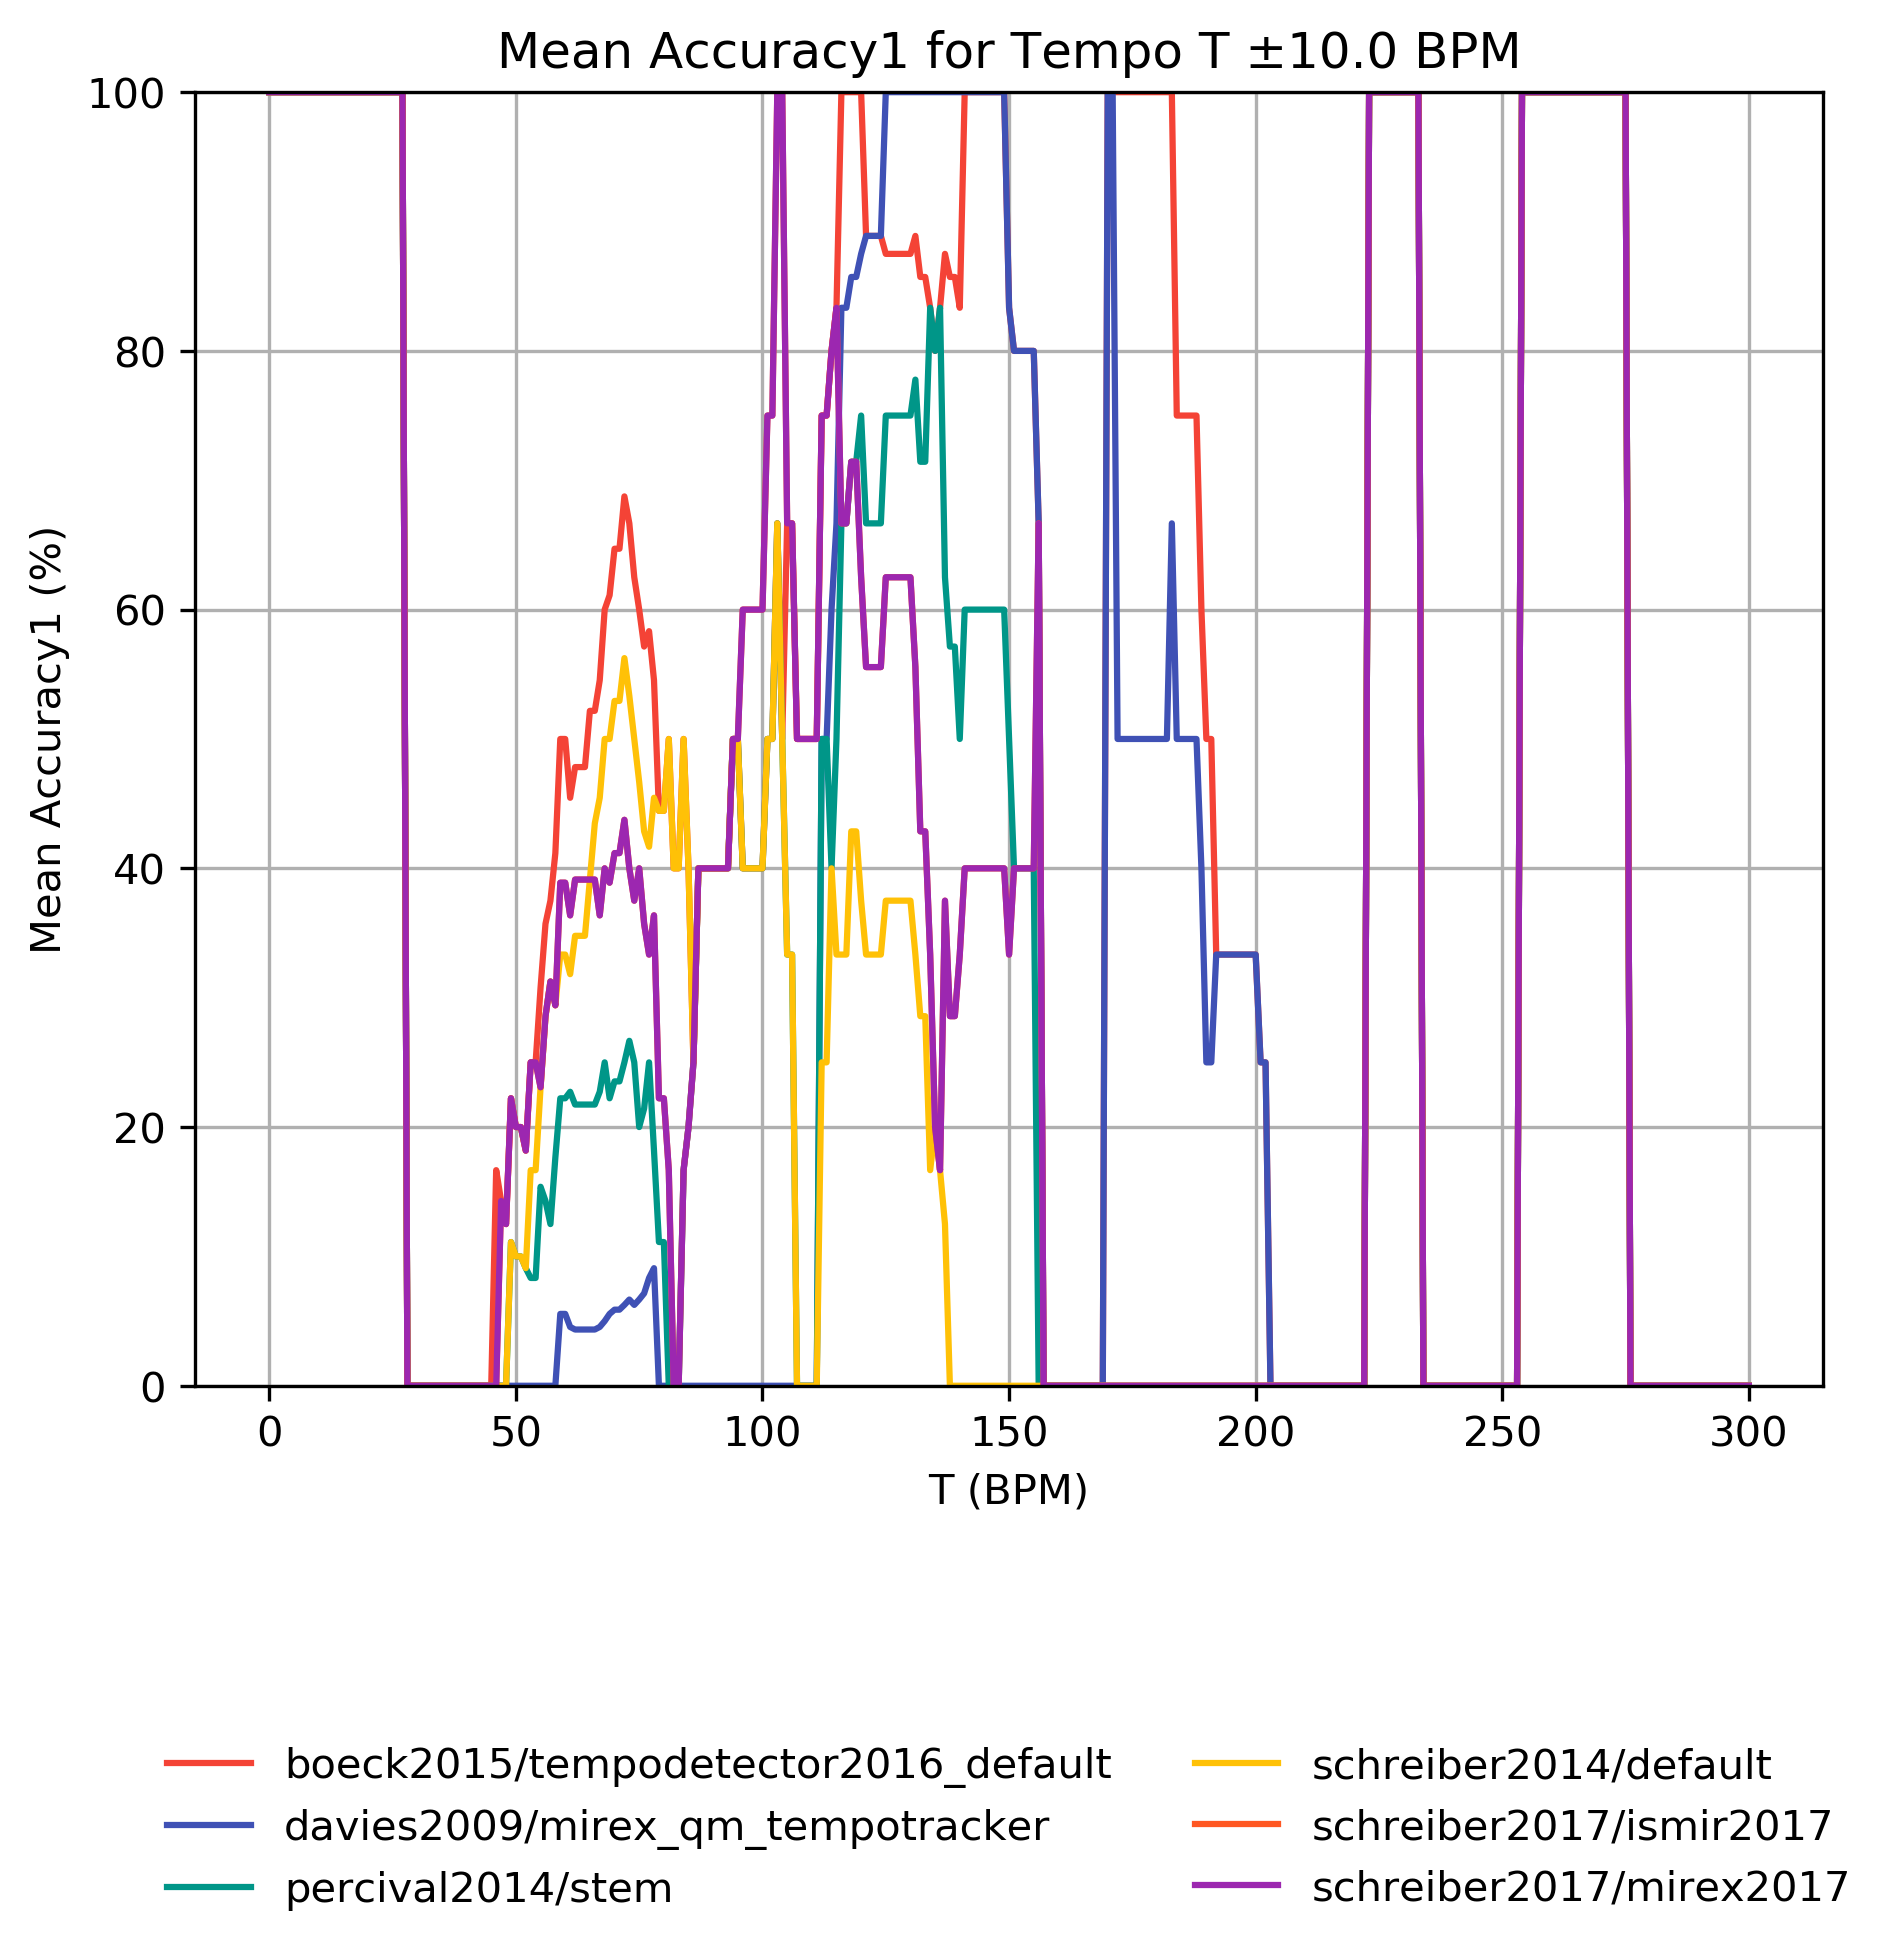 Mean Accuracy1 for Tempo T ±10.0 BPM
100
80
60
40
20
0
Mean Accuracy1 (%)
0 50 100 150 200 250 300
T (BPM)
boeck2015/tempodetector2016_default
davies2009/mirex_qm_tempotracker
percival2014/stem
schreiber2014/default
schreiber2017/ismir2017
schreiber2017/mirex2017